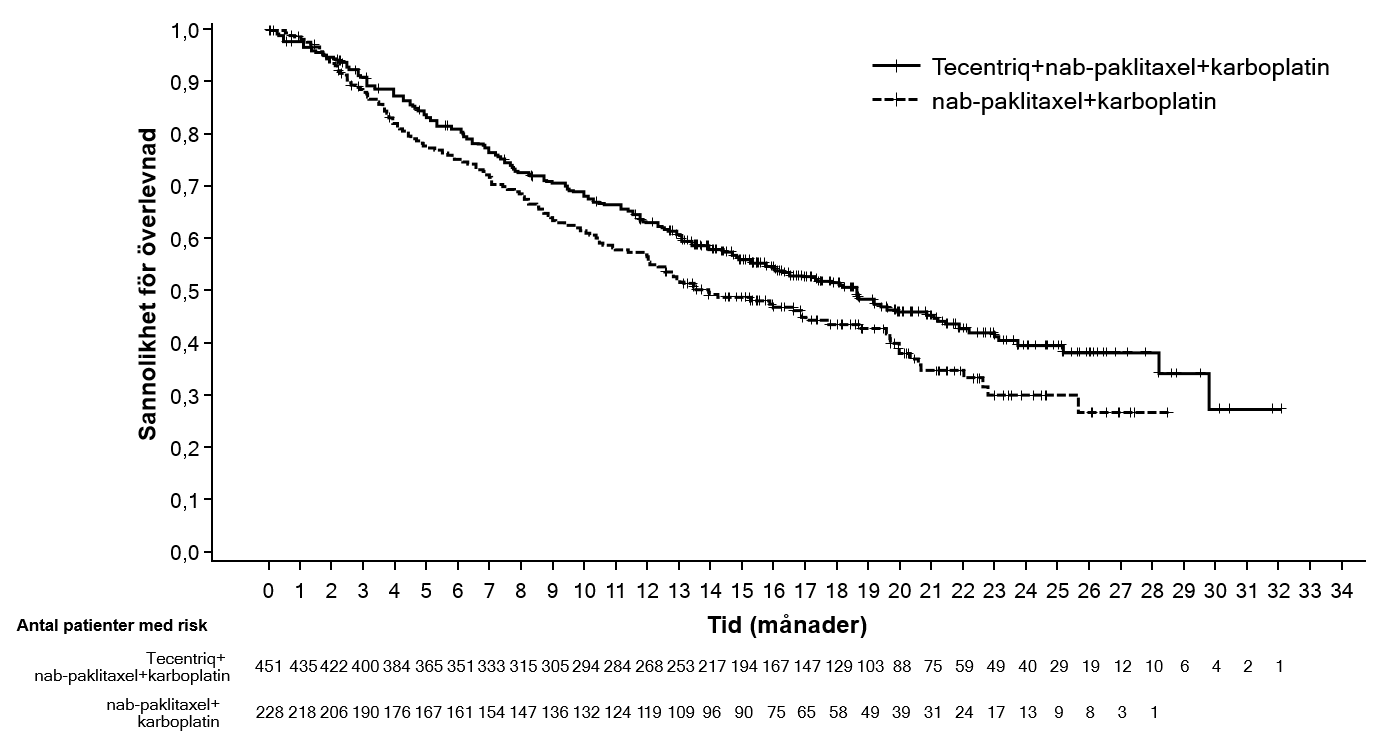 1,0
0,9
0,8
0,7
0,6
0,5
0,4
0,3
0,2
0,1
0,0
Sannolikhet för överlevnad
Tecentriq+nab-paklitaxel+karboplatin
nab-paklitaxel+karboplatin
0 1 2 3 4 5 6 7 8 9 10 11 12 13 14 15 16 17 18 19 20 21 22 23 24 25 26 27 28 29 30 31 32 33 34
Tid (månader)
Antal patienter med risk
Tecentriq+
nab-paklitaxel+karboplatin
451 435 422 400 384 365 351 333 315 305 294 284 268 253 217 194 167 147 129 103 88 75 59 49 40 29 19 12 10 6 4 2 1
nab-paklitaxel+
karboplatin
228 218 206 190 176 167 161 154 147 136 132 124 119 109 96 90 75 65 58 49 39 31 24 17 13 9 8 3 1